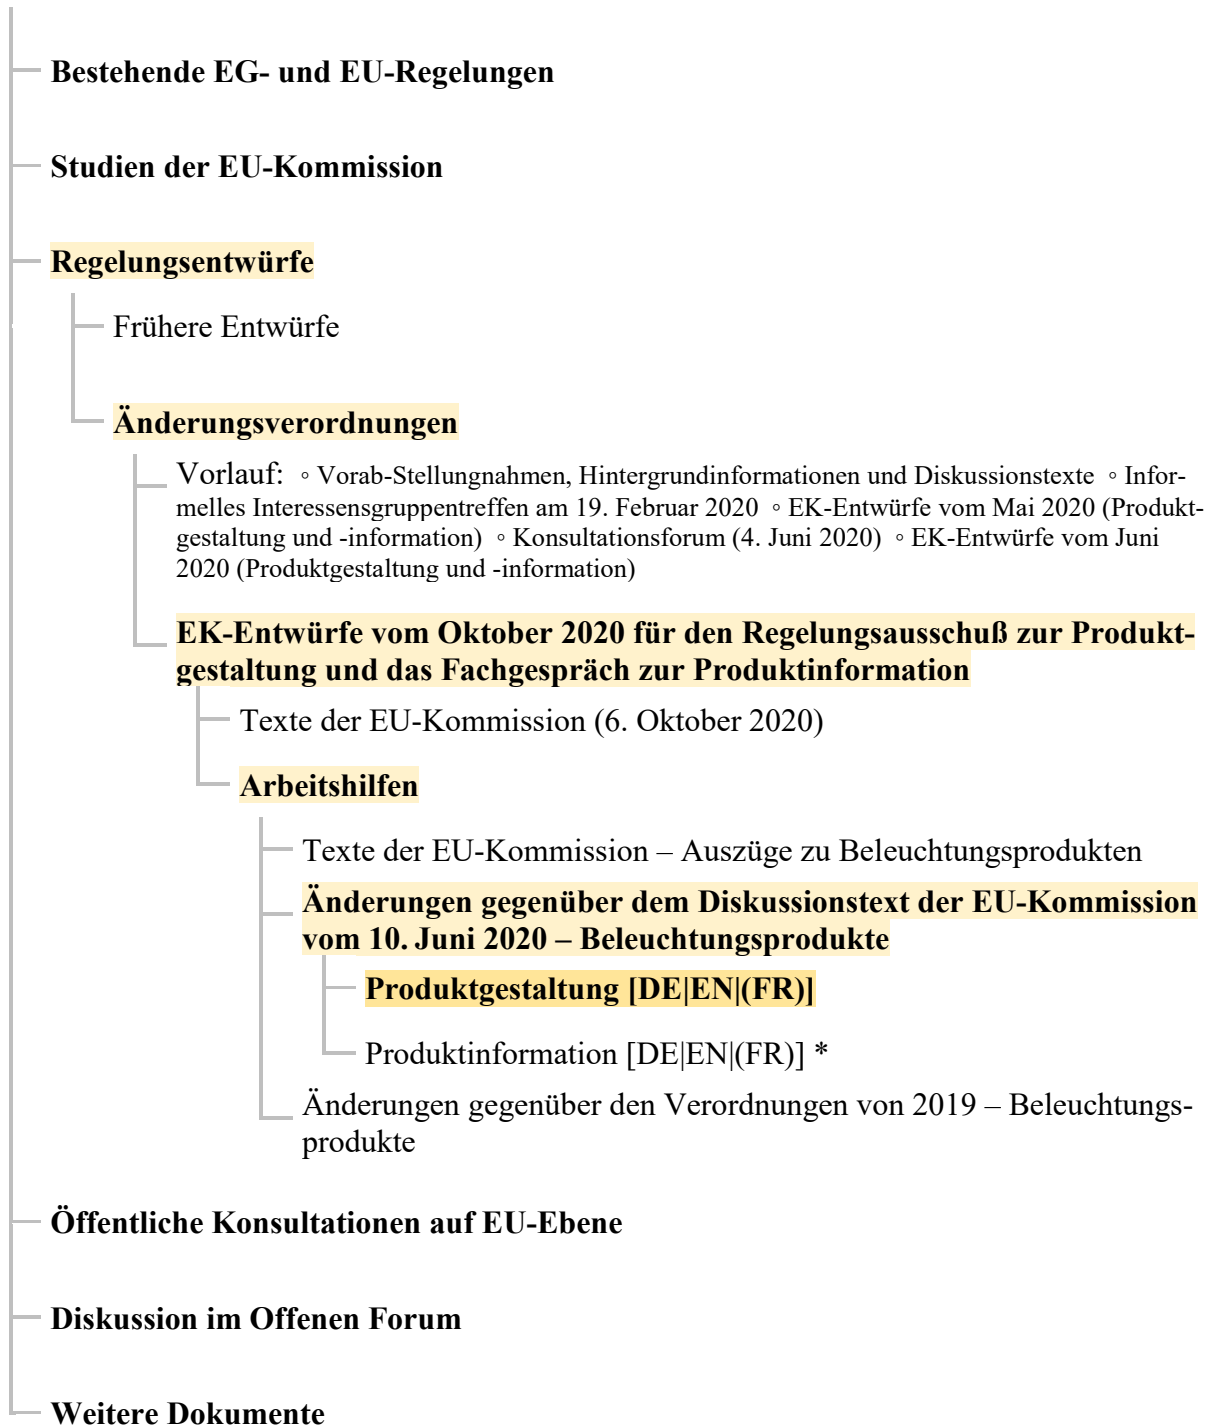 Bestehende EG- und EU-Regelungen
Studien der EU-Kommission
Regelungsentwürfe
Frühere Entwürfe
Änderungsverordnungen
Vorlauf: ◦ Vorab-Stellungnahmen, Hintergrundinformationen und Diskussionstexte ◦ Infor-
melles Interessensgruppentreffen am 19. Februar 2020 ◦ EK-Entwürfe vom Mai 2020 (Produkt-
gestaltung und -information) ◦ Konsultationsforum (4. Juni 2020) ◦ EK-Entwürfe vom Juni
2020 (Produktgestaltung und -information)
EK-Entwürfe vom Oktober 2020 für den Regelungsausschuß zur Produkt-
gestaltung und das Fachgespräch zur Produktinformation
Texte der EU-Kommission (6. Oktober 2020)
Arbeitshilfen
Texte der EU-Kommission – Auszüge zu Beleuchtungsprodukten
Änderungen gegenüber dem Diskussionstext der EU-Kommission
vom 10. Juni 2020 – Beleuchtungsprodukte
Produktgestaltung [DE|EN|(FR)]
Produktinformation [DE|EN|(FR)] *
Änderungen gegenüber den Verordnungen von 2019 – Beleuchtungs-
produkte
Öffentliche Konsultationen auf EU-Ebene
Diskussion im Offenen Forum
Weitere Dokumente